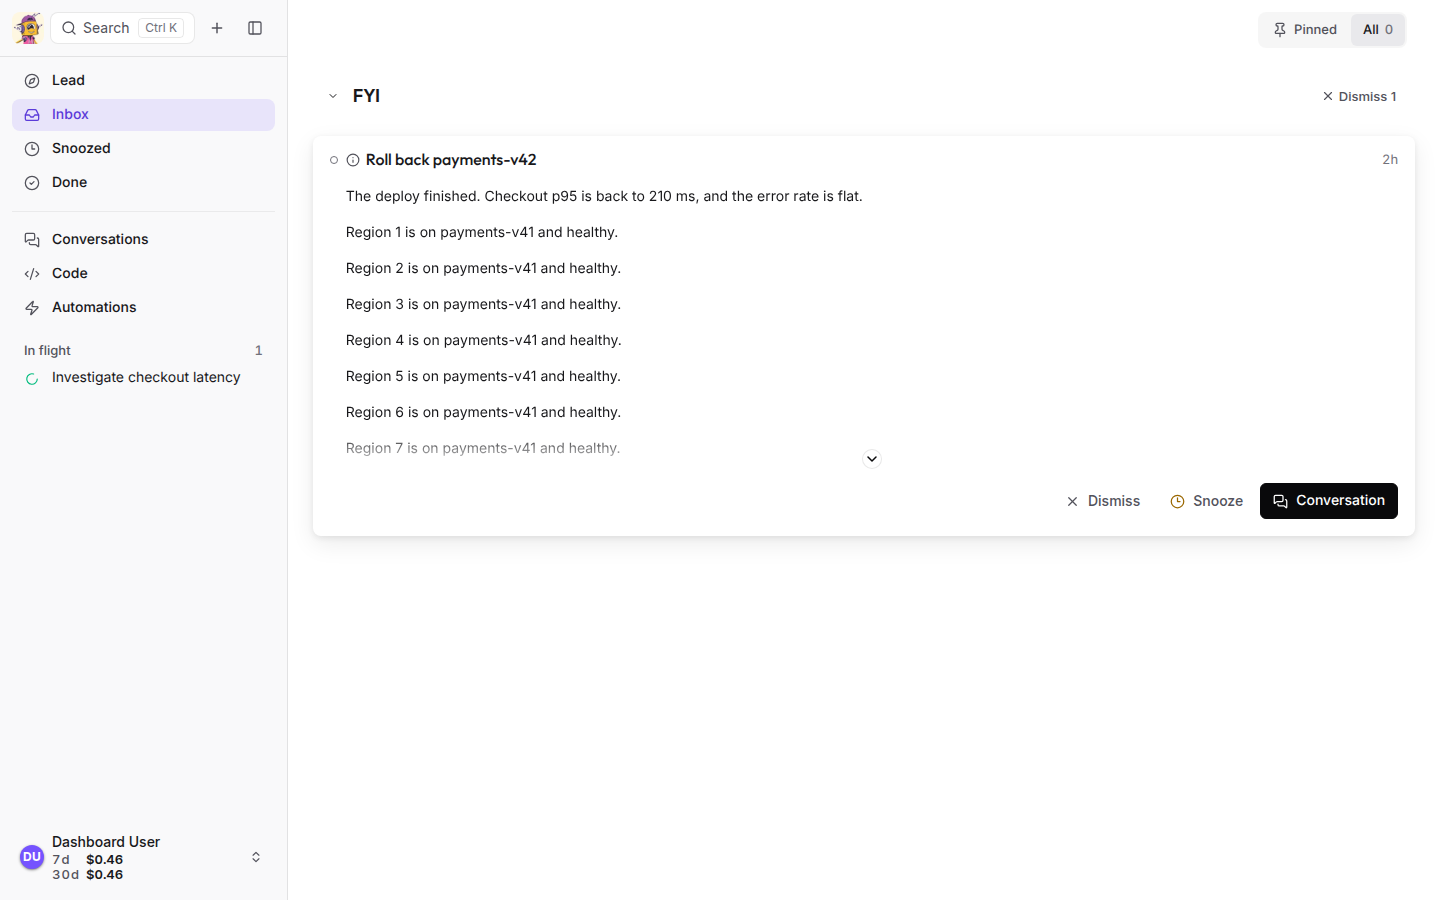 Search Ctrl K
Pinned
All 0
Lead
Inbox
Snoozed
Done
Conversations
Code
Automations
In flight 1
Investigate checkout latency
FYI
Dismiss 1
Roll back payments-v42
2h
The deploy finished. Checkout p95 is back to 210 ms, and the error rate is flat.
Region 1 is on payments-v41 and healthy.
Region 2 is on payments-v41 and healthy.
Region 3 is on payments-v41 and healthy.
Region 4 is on payments-v41 and healthy.
Region 5 is on payments-v41 and healthy.
Region 6 is on payments-v41 and healthy.
Region 7 is on payments-v41 and healthy.
Dismiss
Snooze
Conversation
DU
Dashboard User
7d $0.46
30d $0.46